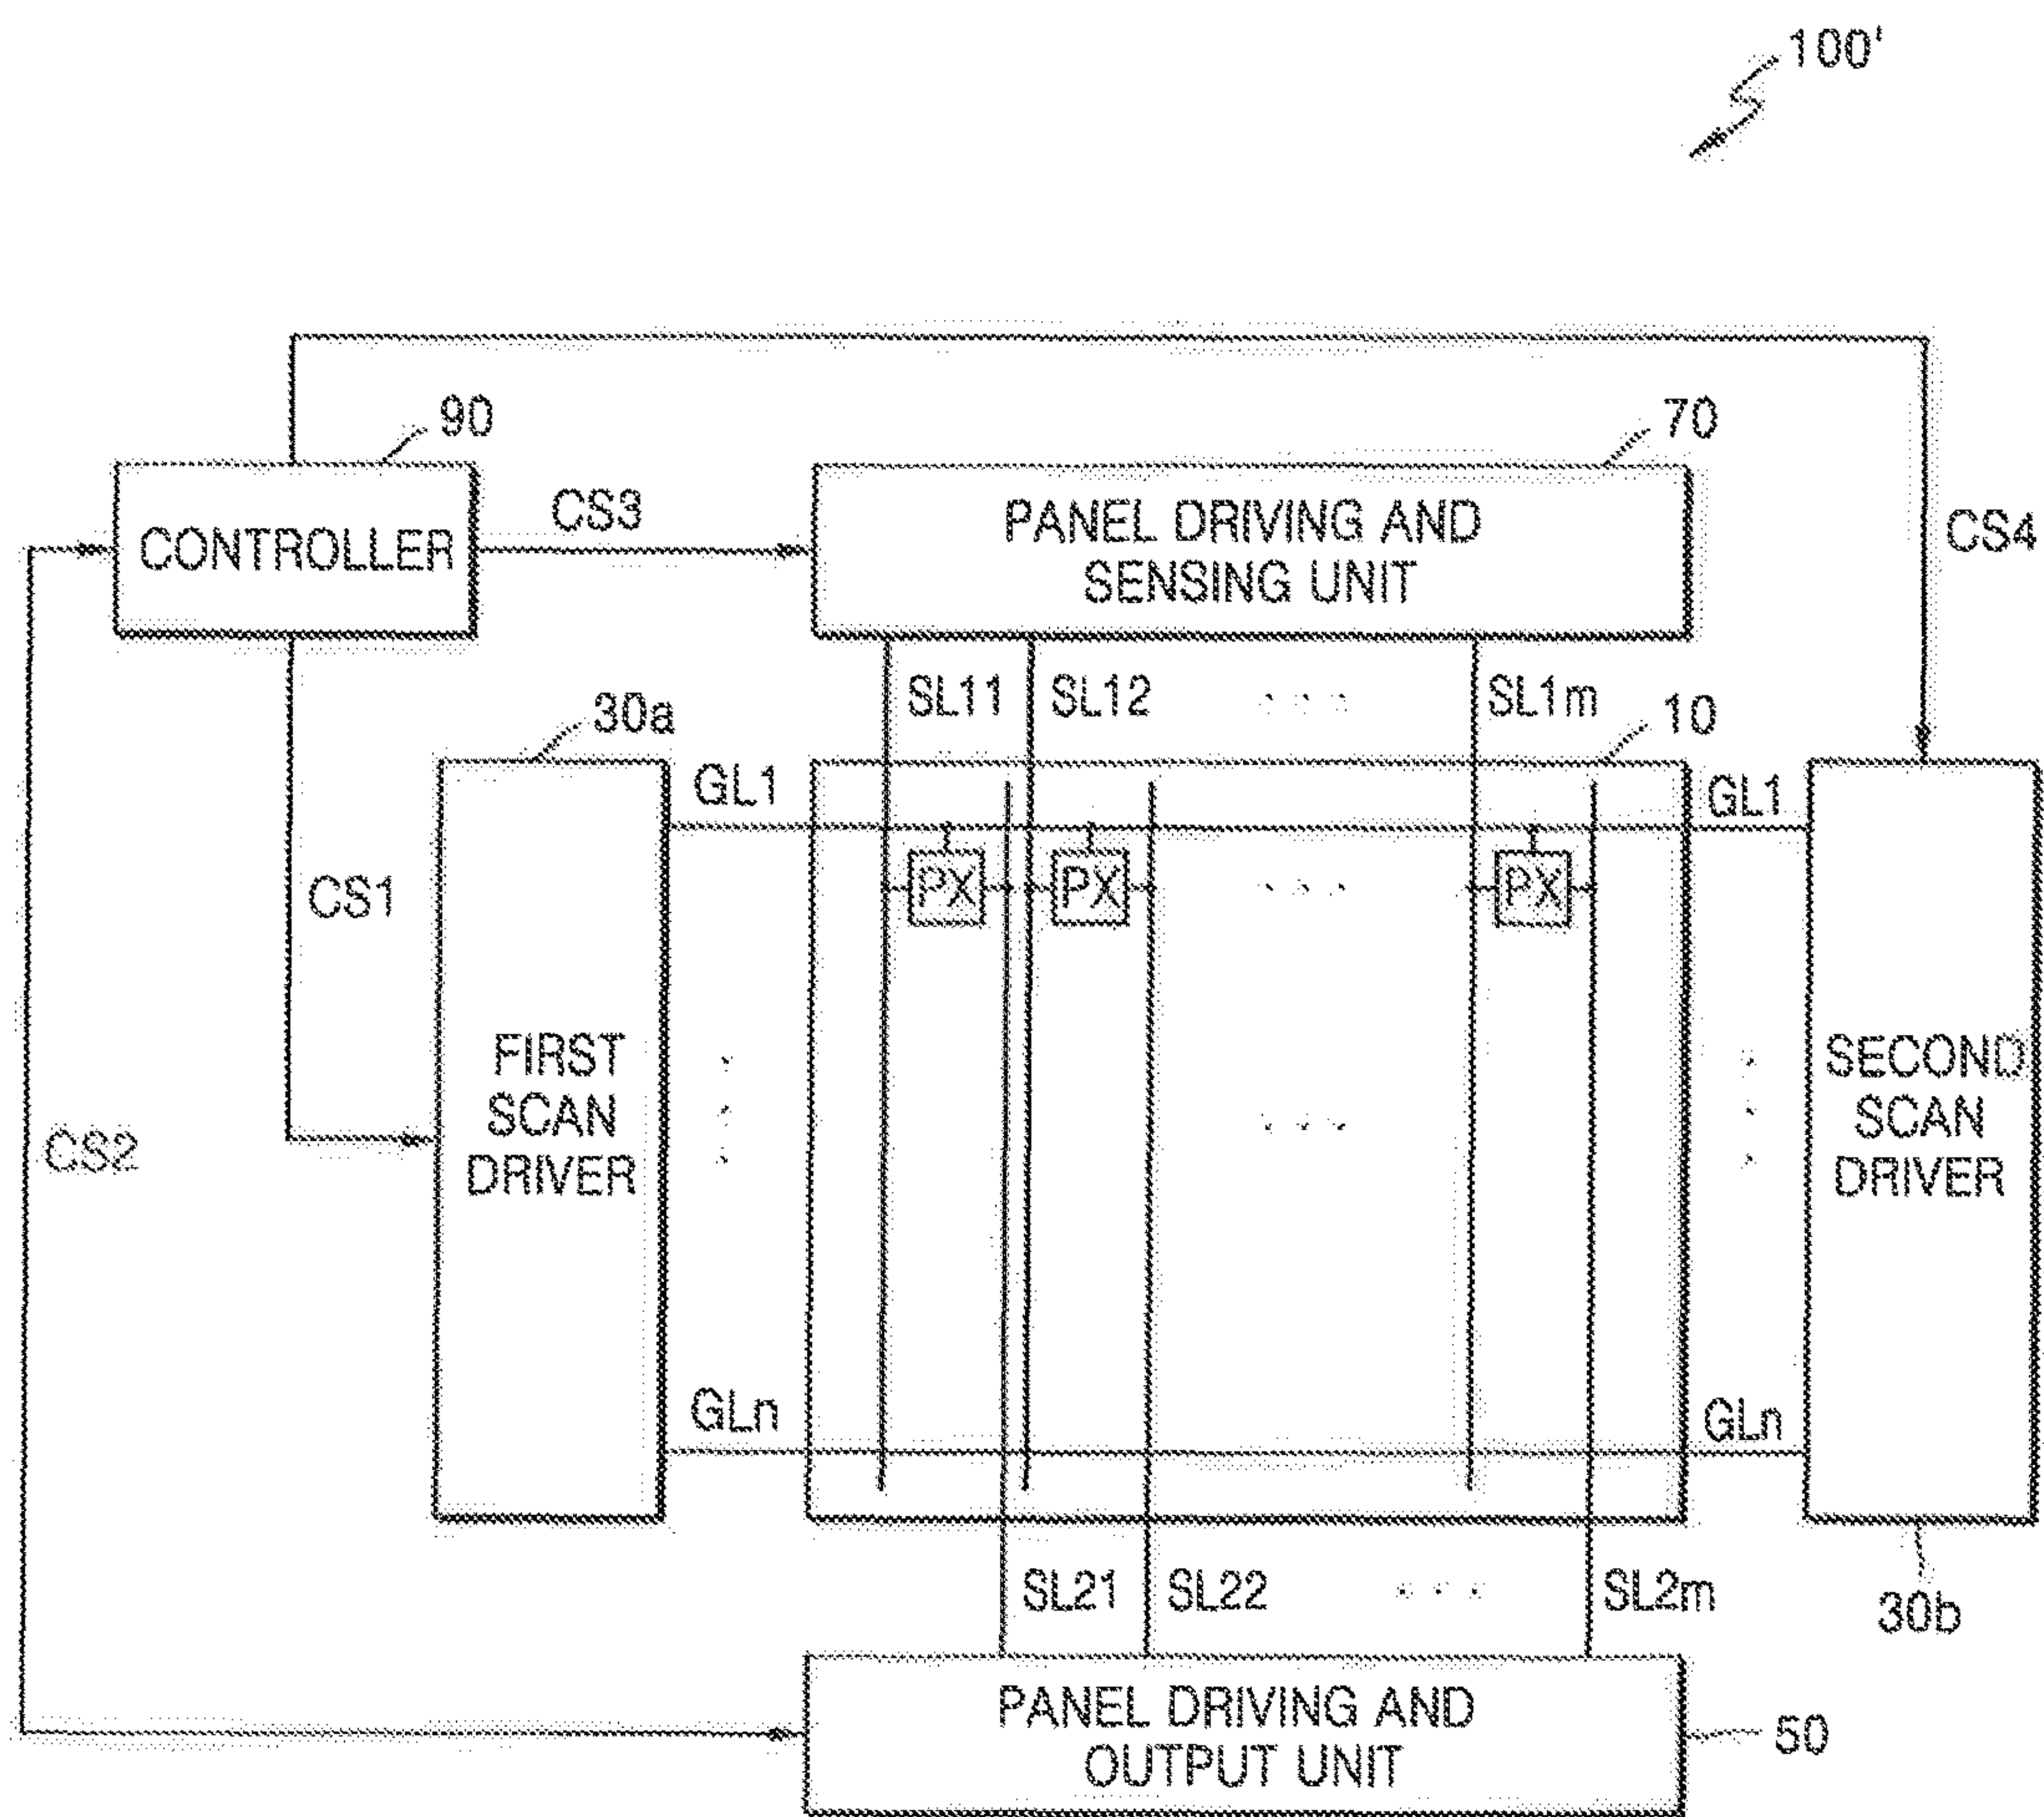 100'
90
70
CONTROLLER
CS3
PANEL DRIVING AND
SENSING UNIT
CS4
SL11
SL12
. . .
SL1m
30a
10
GL1
GL1
PX
PX
. . .
PX
CS1
FIRST
SCAN
DRIVER
. . .
SECOND
SCAN
DRIVER
CS2
GLn
GLn
SL21
SL22
. . .
SL2m
30b
PANEL DRIVING AND
OUTPUT UNIT
50